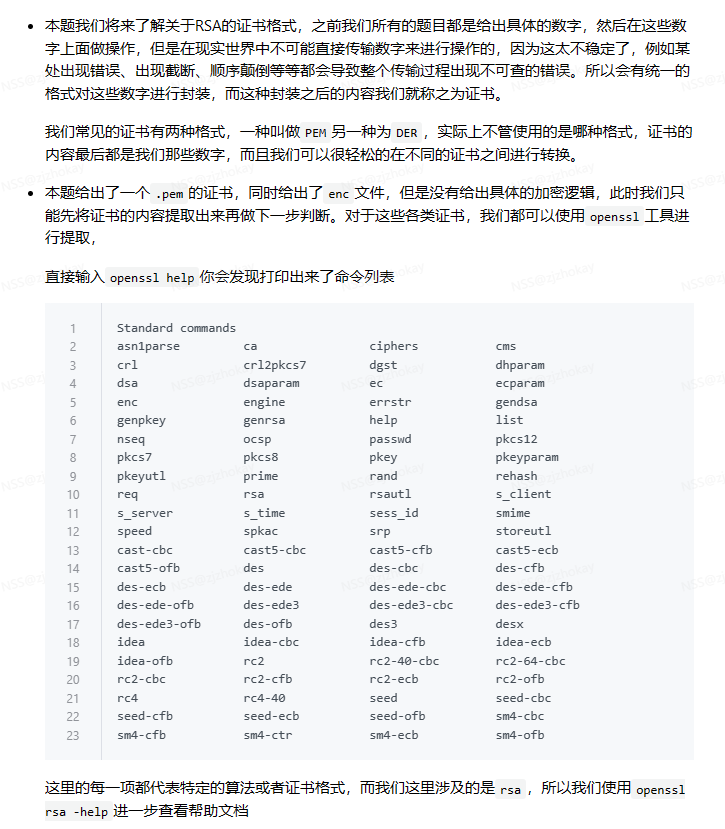 本题我们将来了解关于RSA的证书格式，之前我们所有的题目都是给出具体的数字，然后在这些数
字上面做操作，但是在现实世界中不可能直接传输数字来进行操作的，因为这太不稳定了，例如某
处出现错误、出现截断、顺序颠倒等等都会导致整个传输过程出现不可查的错误。所以会有统一的
格式对这些数字进行封装，而这种封装之后的内容我们就称之为证书。
我们常见的证书有两种格式，一种叫做 PEM 另一种为 DER ，实际上不管使用的是哪种格式，证书的
内容最后都是我们那些数字，而且我们可以很轻松的在不同的证书之间进行转换。
本题给出了一个 .pem 的证书，同时给出了 enc 文件，但是没有给出具体的加密逻辑，此时我们只
能先将证书的内容提取出来再做下一步判断。对于这些各类证书，我们都可以使用 openssl 工具进
行提取，
直接输入 openssl help 你会发现打印出来了命令列表
1 Standard commands
2 asn1parse ca ciphers cms
3 crl crl2pkcs7 dgst dhparam
4 dsa dsaparam ec ecparam
5 enc engine errstr gendsa
6 genpkey genrsa help list
7 nseq ocsp passwd pkcs12
8 pkcs7 pkcs8 pkey pkeyparam
9 pkeyutl prime rand rehash
10 req rsa rsautl s_client
11 s_server s_time sess_id smime
12 speed spkac srp storeutl
13 cast-cbc cast5-cbc cast5-cfb cast5-ecb
14 cast5-ofb des des-cbc des-cfb
15 des-ecb des-ede des-ede-cbc des-ede-cfb
16 des-ede-ofb des-ede3 des-ede3-cbc des-ede3-cfb
17 des-ede3-ofb des-ofb des3 desx
18 idea idea-cbc idea-cfb idea-ecb
19 idea-ofb rc2 rc2-40-cbc rc2-64-cbc
20 rc2-cbc rc2-cfb rc2-ecb rc2-ofb
21 rc4 rc4-40 seed seed-cbc
22 seed-cfb seed-ecb seed-ofb sm4-cbc
23 sm4-cfb sm4-ctr sm4-ecb sm4-ofb
这里的每一项都代表特定的算法或者证书格式，而我们这里涉及的是 rsa ，所以我们使用 openssl
rsa -help 进一步查看帮助文档